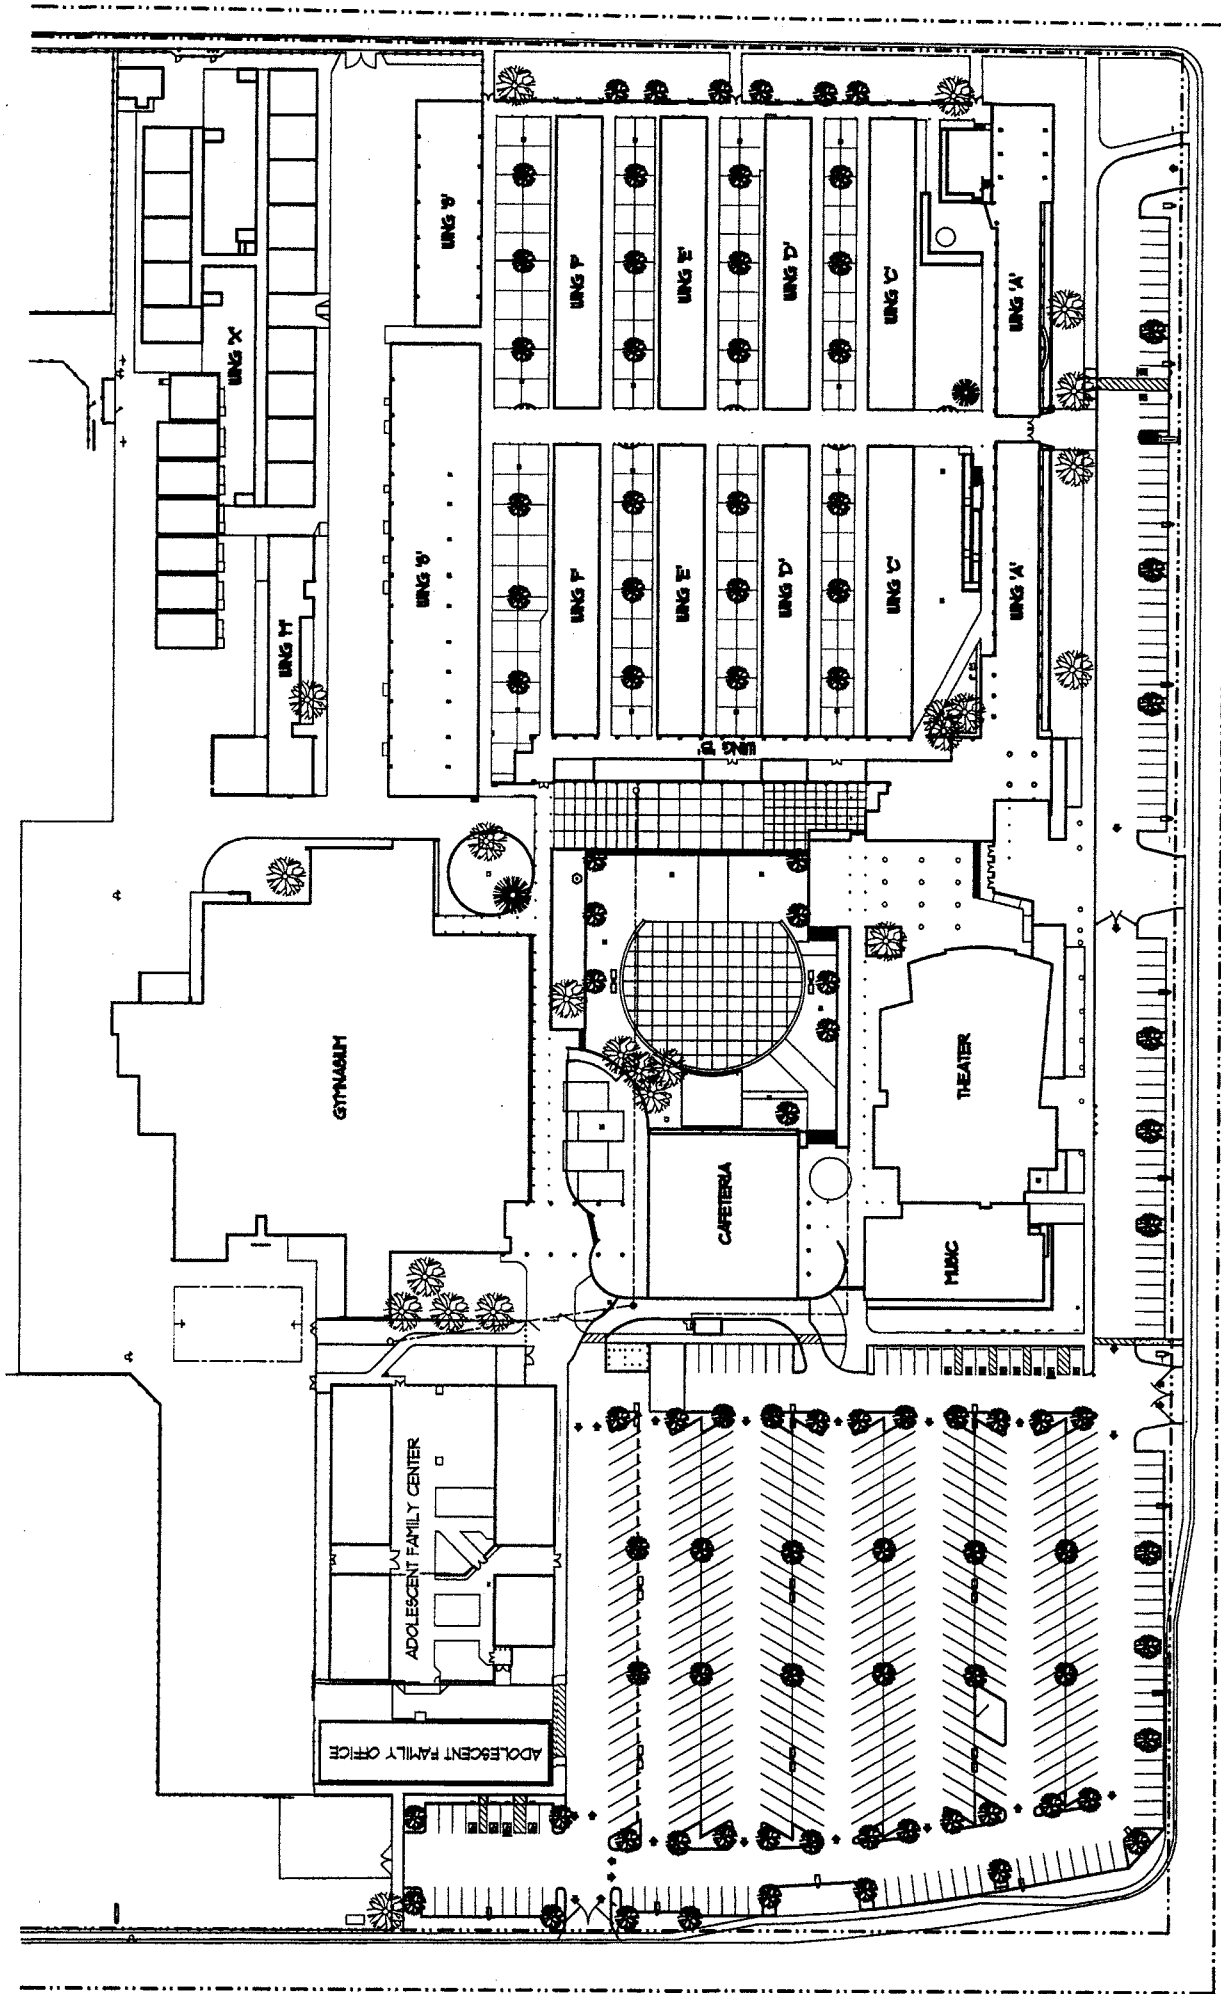 WING 'X'
WING 'H'
WING
WING
WING 'F'
WING 'E'
WING 'D'
WING 'C'
WING 'A'
WING 'F'
WING 'E'
WING 'D'
WING 'C'
WING 'A'
WING 'B'
GYMNASIUM
CAFETERIA
THEATER
MUSIC
ADOLESCENT FAMILY CENTER
ADOLESCENT FAMILY OFFICE